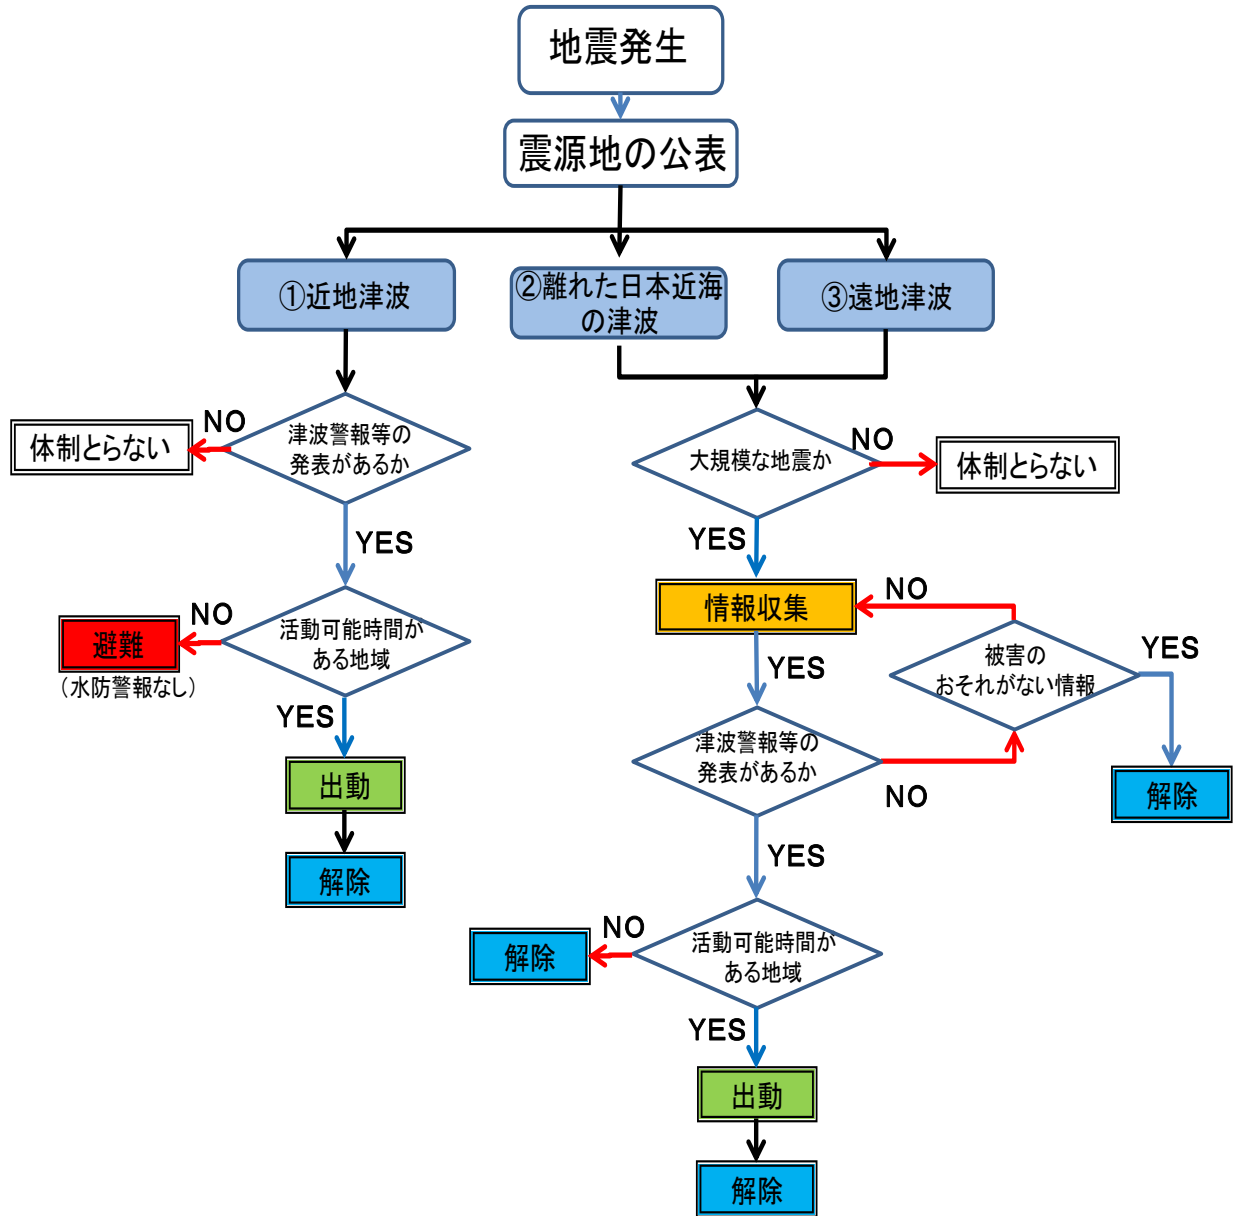 地震発生
震源地の公表
①近地津波
②離れた日本近海
の津波
③遠地津波
津波警報等の
発表があるか
NO
体制とらない
YES
活動可能時間が
ある地域
NO
避難
（水防警報なし）
YES
出動
解除
大規模な地震か
NO
体制とらない
YES
情報収集
NO
被害の
おそれがない情報
YES
解除
YES
津波警報等の
発表があるか
NO
YES
活動可能時間が
ある地域
NO
解除
YES
出動
解除